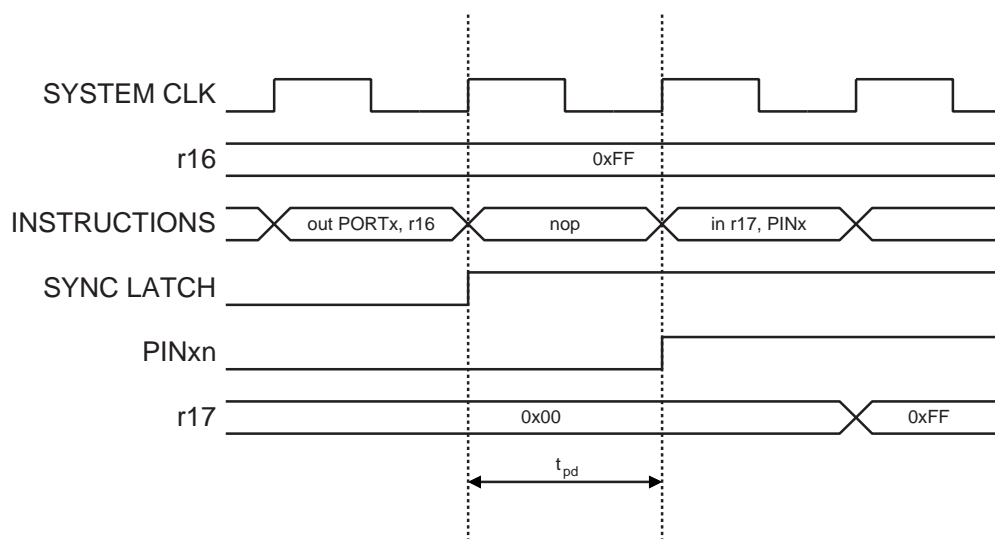 SYSTEM CLK
r16
0xFF
INSTRUCTIONS
out PORTx, r16
nop
in r17, PINx
SYNC LATCH
PINxn
r17
0x00
0xFF
tpd